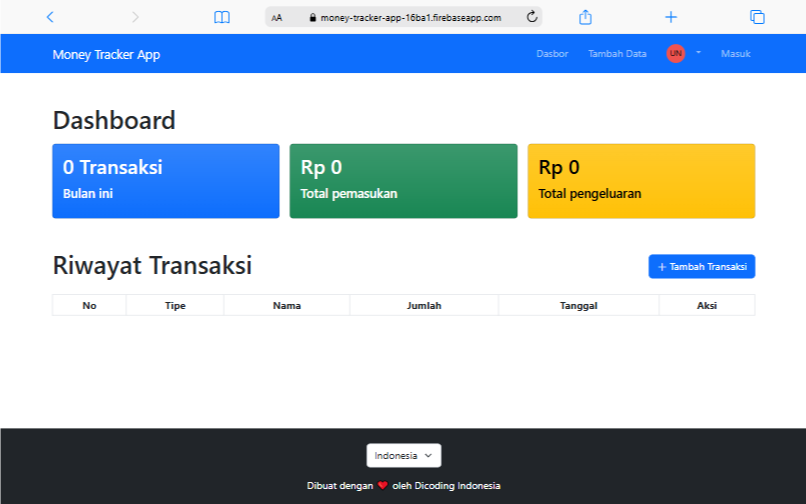 AA money-tracker-app-16ba1.firebaseapp.com
Money Tracker App Dasbor Tambah Data UN Masuk
Dashboard
0 Transaksi Rp 0 Rp 0
Bulan ini Total pemasukan Total pengeluaran
Riwayat Transaksi + Tambah Transaksi
No Tipe Nama Jumlah Tanggal Aksi
Indonesia
Dibuat dengan ❤ oleh Dicoding Indonesia